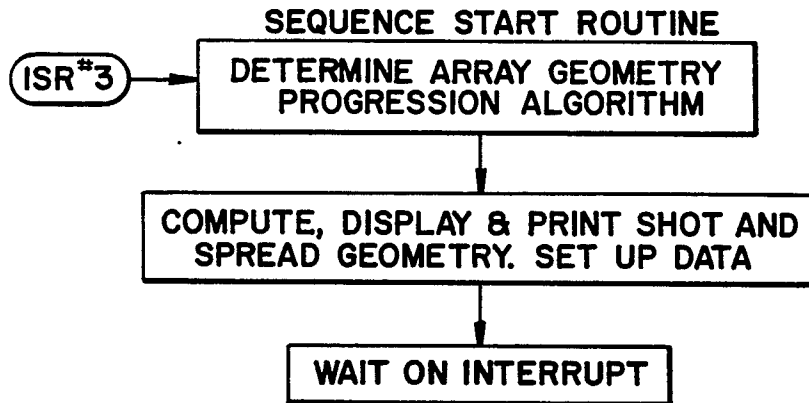 SEQUENCE START ROUTINE
ISR #3
DETERMINE ARRAY GEOMETRY
PROGRESSION ALGORITHM
COMPUTE, DISPLAY & PRINT SHOT AND
SPREAD GEOMETRY. SET UP DATA
WAIT ON INTERRUPT